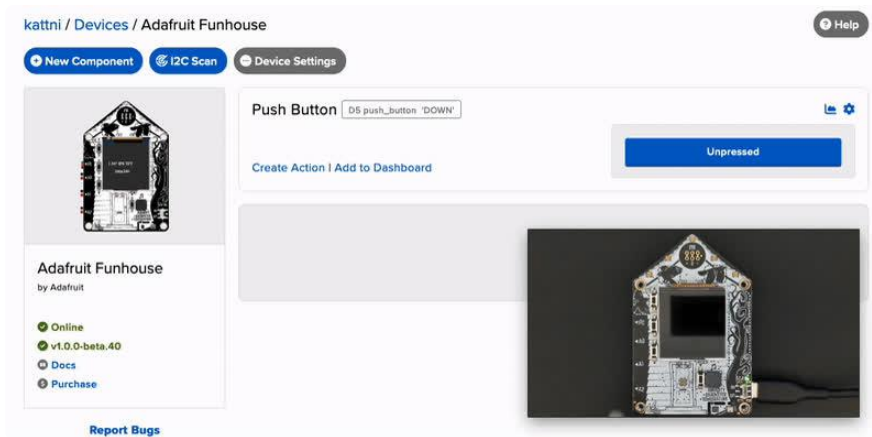 kattni / Devices / Adafruit Funhouse
Help
New Component
I2C Scan
Device Settings
Push Button
D5 push_button 'DOWN'
Unpressed
Create Action | Add to Dashboard
Adafruit Funhouse
by Adafruit
Online
v1.0.0-beta.40
Docs
Purchase
Report Bugs